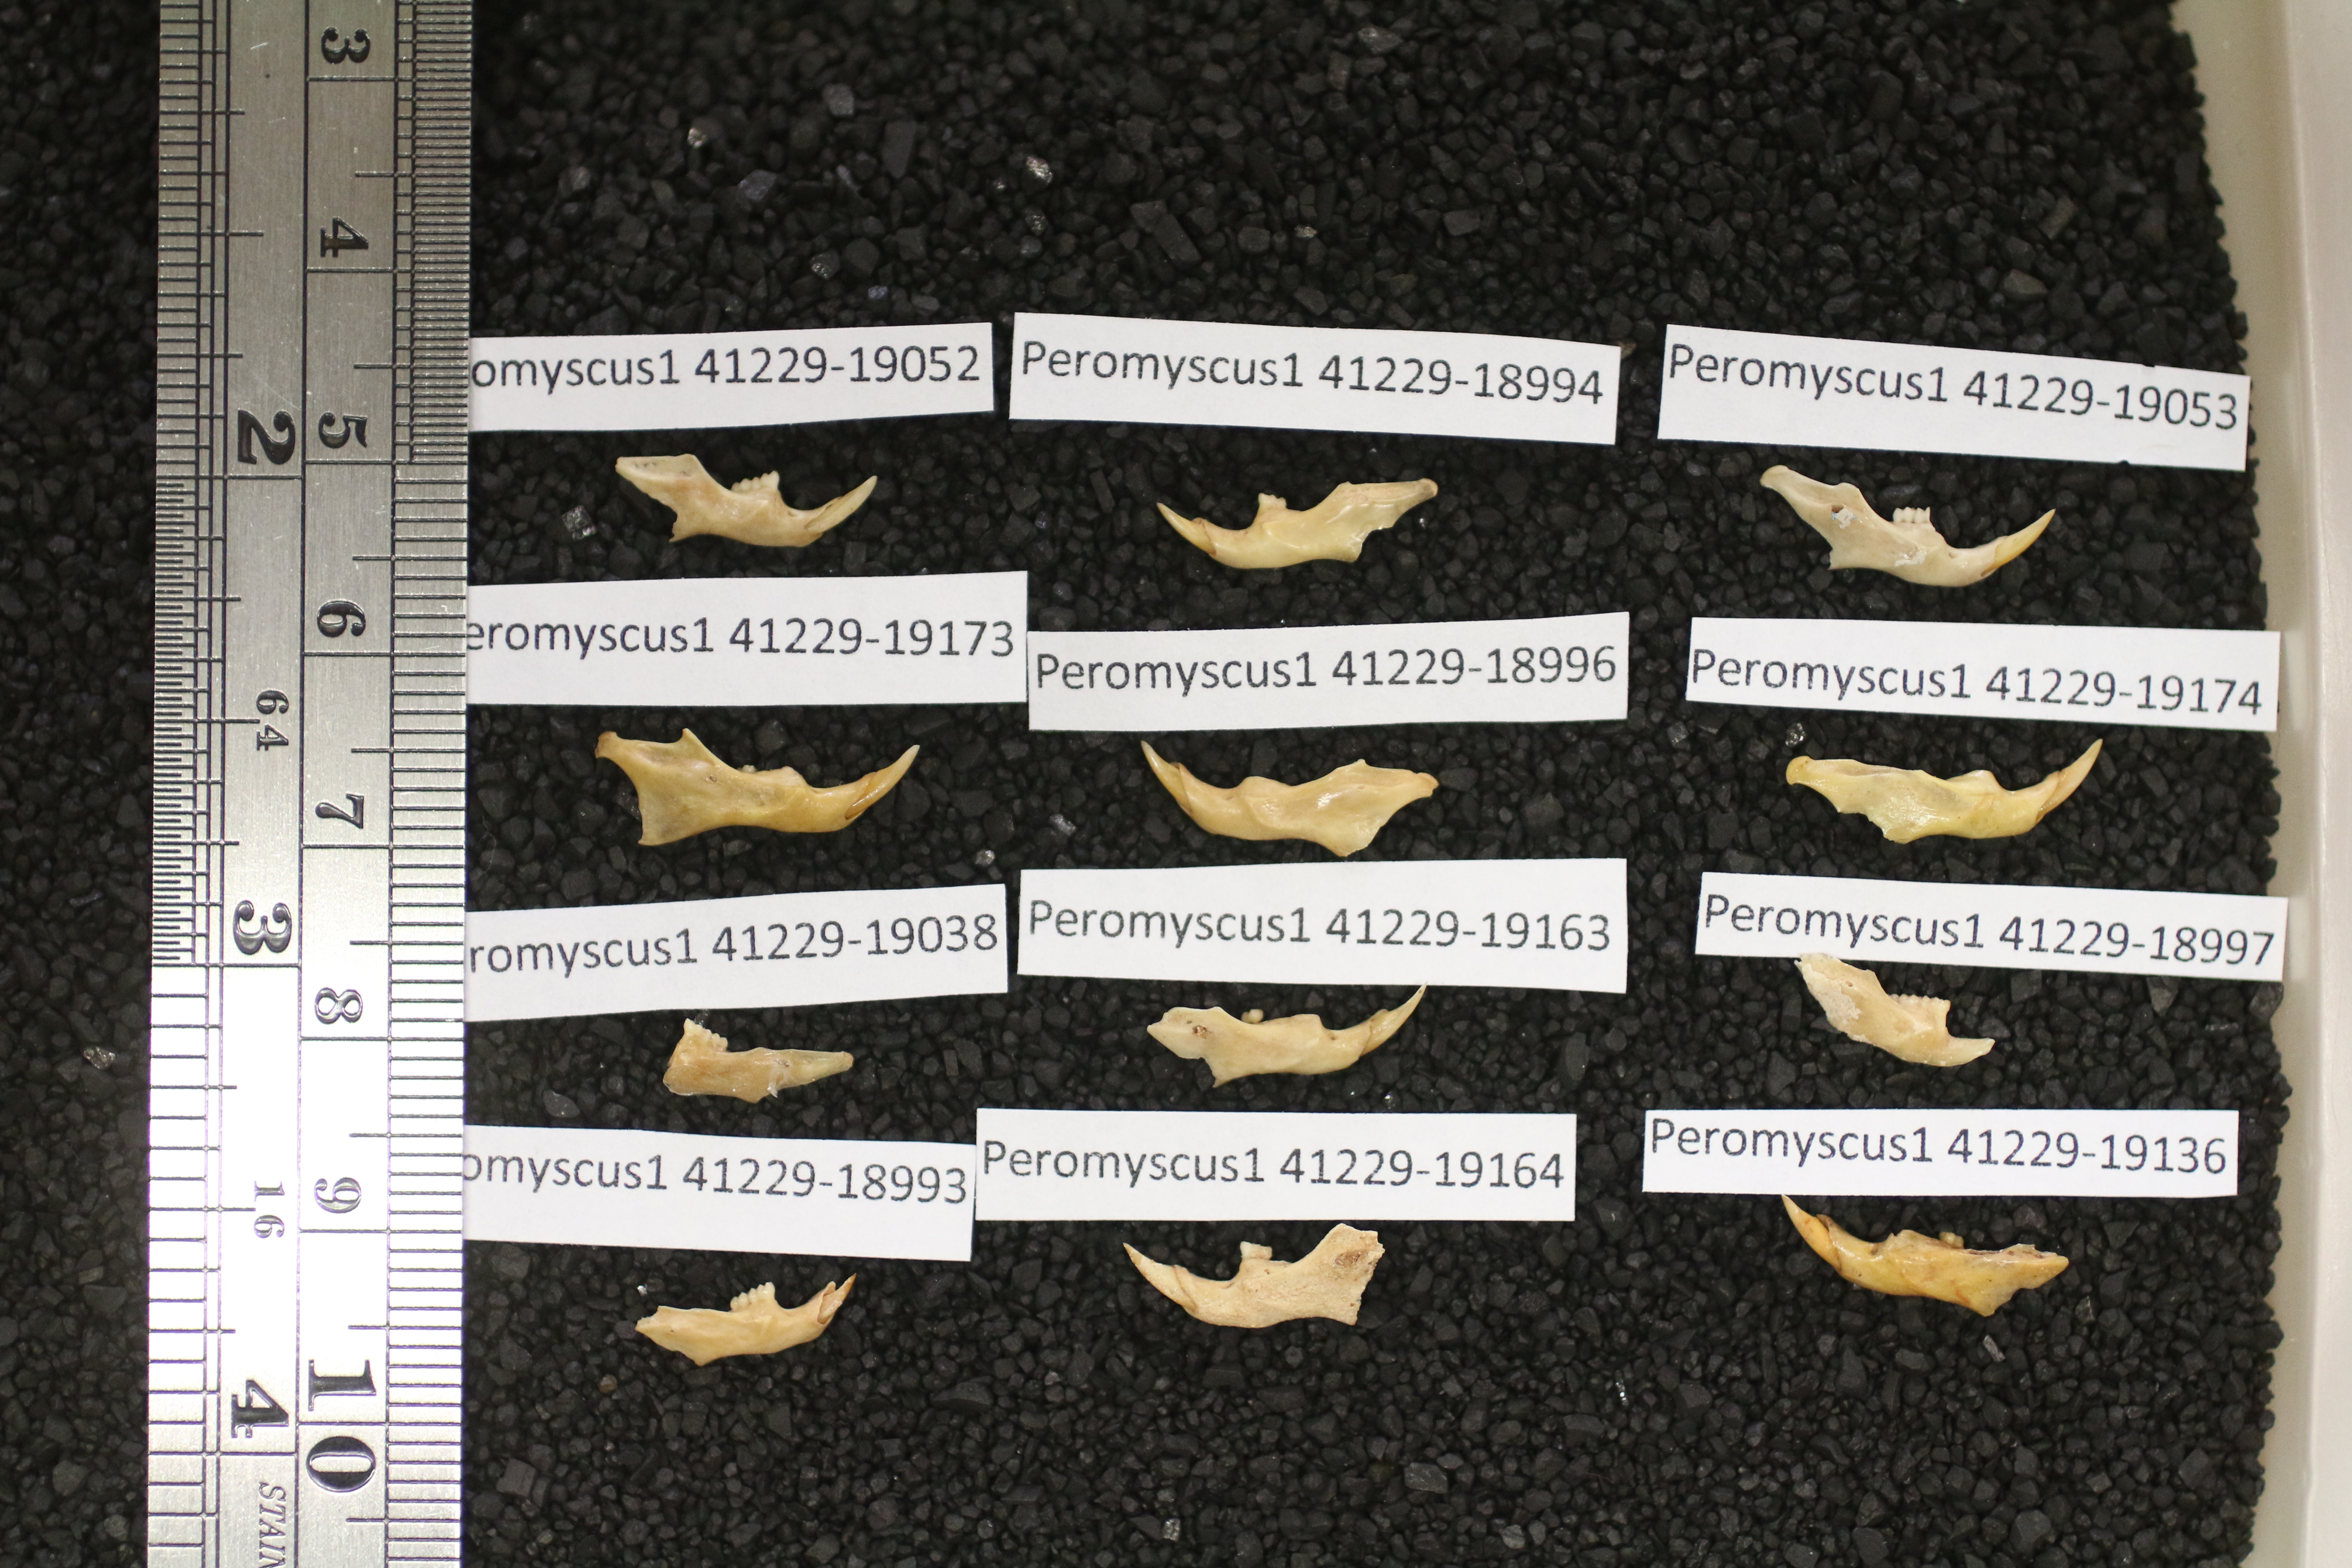 omyscus1 41229-19052
Peromyscus1 41229-18994
Peromyscus1 41229-19053
eromyscus1 41229-19173
Peromyscus1 41229-18996
Peromyscus1 41229-19174
romyscus1 41229-19038
Peromyscus1 41229-19163
Peromyscus1 41229-18997
omyscus1 41229-18993
Peromyscus1 41229-19164
Peromyscus1 41229-19136
3
4
5
6
7
8
9
10
2
64
3
16
4
STAIN